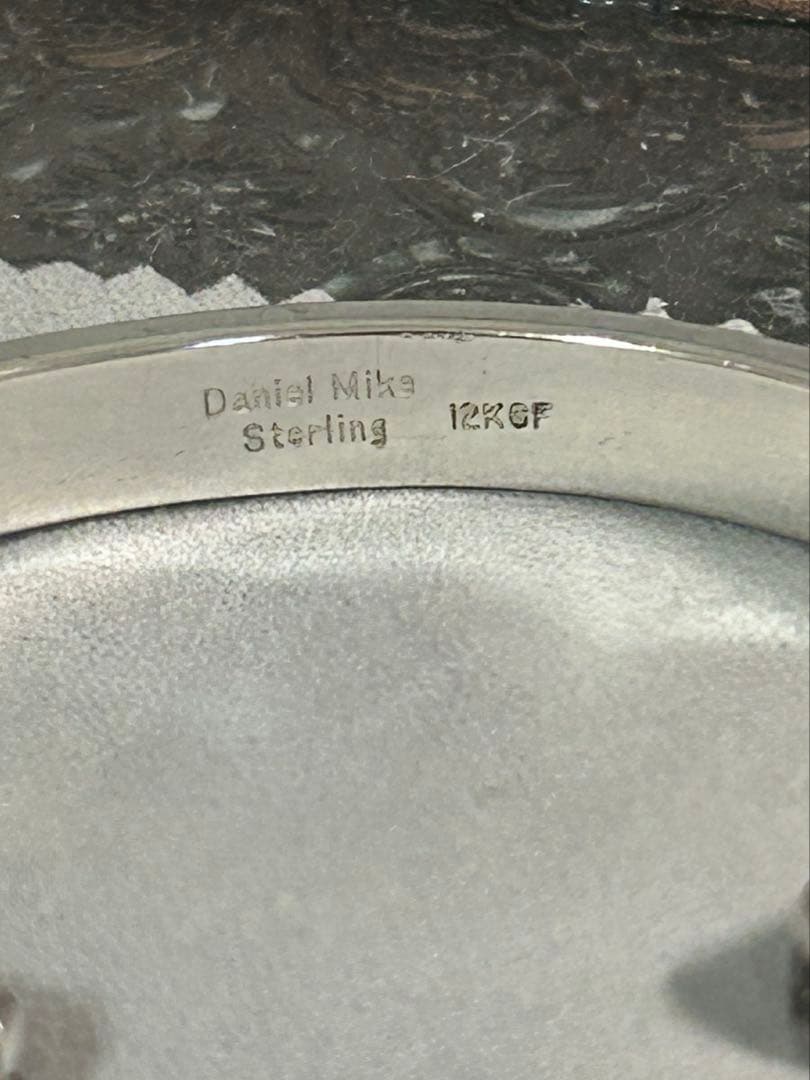 Daniel Mike
Sterling
12KGF